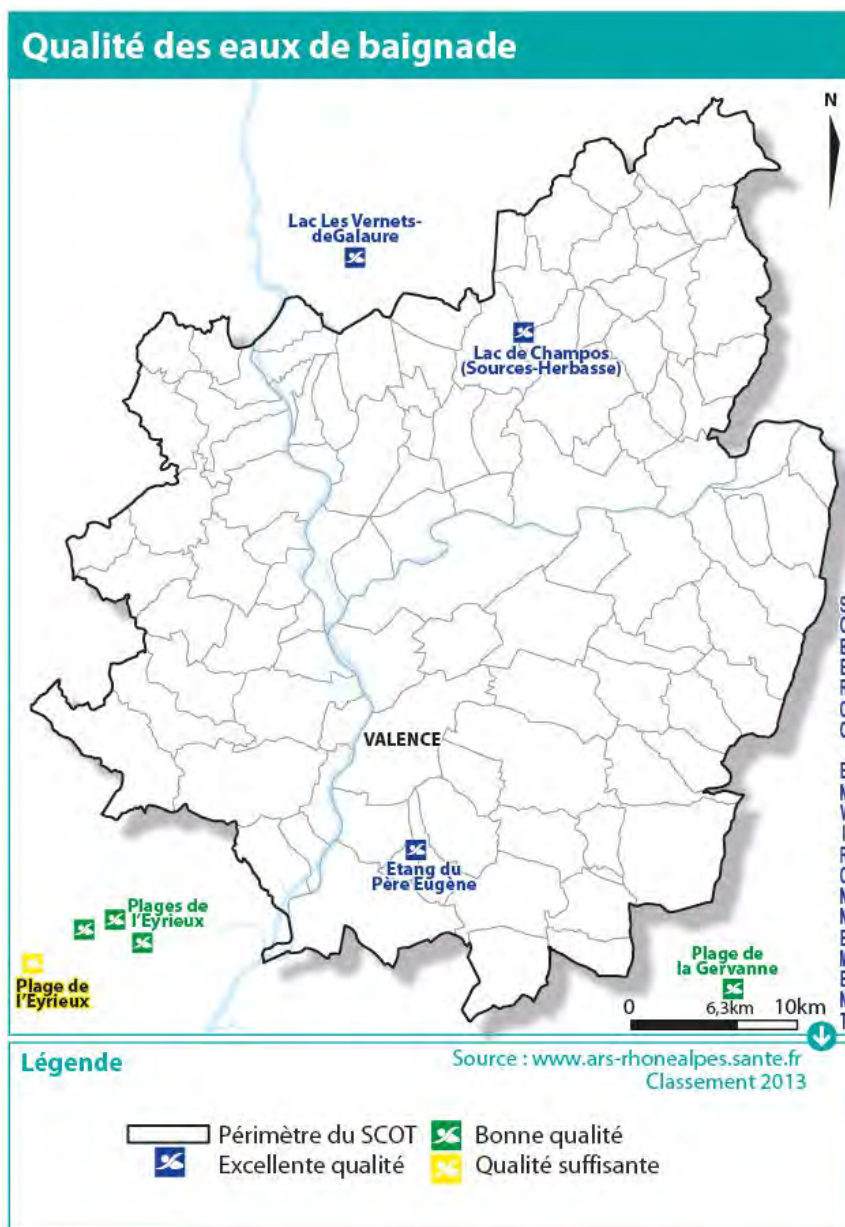 Qualité des eaux de baignade
N
Lac Les Vernets-
deGalaure
Lac de Champos
(Sources-Herbasse)
VALENCE
Etang du
Père Eugène
Plages de
l'Eyrieux
Plage de
l'Eyrieux
Plage de
la Gervanne
0 6,3km 10km
Légende
Source : www.ars-rhonealpes.sante.fr
Classement 2013
Périmètre du SCOT
Bonne qualité
Excellente qualité
Qualité suffisante